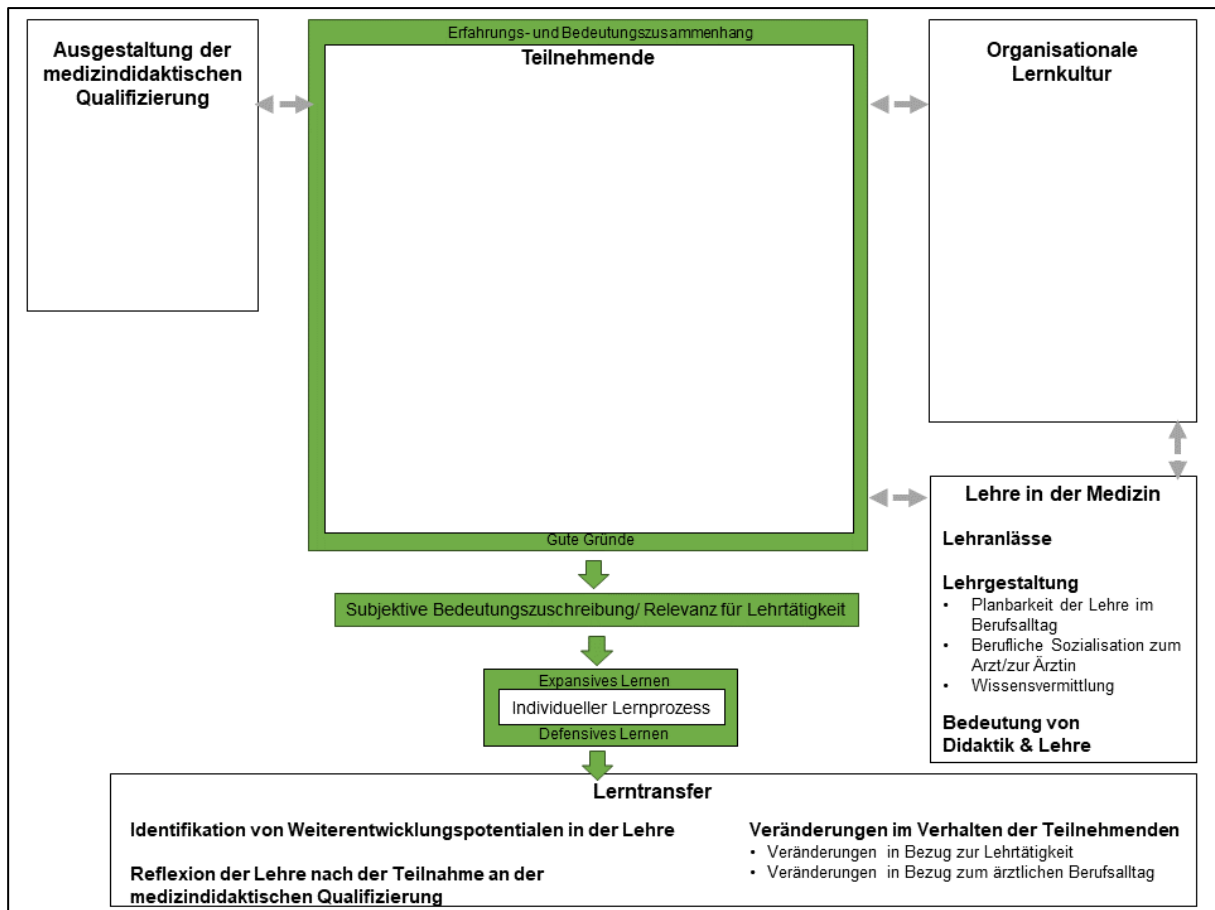 Ausgestaltung der
medizindidaktischen
Qualifizierung
Erfahrungs- und Bedeutungszusammenhang
Teilnehmende
Organisationale
Lernkultur
Gute Gründe
Subjektive Bedeutungszuschreibung/ Relevanz für Lehrtätigkeit
Expansives Lernen
Individueller Lernprozess
Defensives Lernen
Lehre in der Medizin
Lehranlässe
Lehrgestaltung
• Planbarkeit der Lehre im
Berufsalltag
• Berufliche Sozialisation zum
Arzt/zur Ärztin
• Wissensvermittlung
Bedeutung von
Didaktik & Lehre
Lerntransfer
Identifikation von Weiterentwicklungspotentialen in der Lehre
Reflexion der Lehre nach der Teilnahme an der
medizindidaktischen Qualifizierung
Veränderungen im Verhalten der Teilnehmenden
• Veränderungen in Bezug zur Lehrtätigkeit
• Veränderungen in Bezug zum ärztlichen Berufsalltag